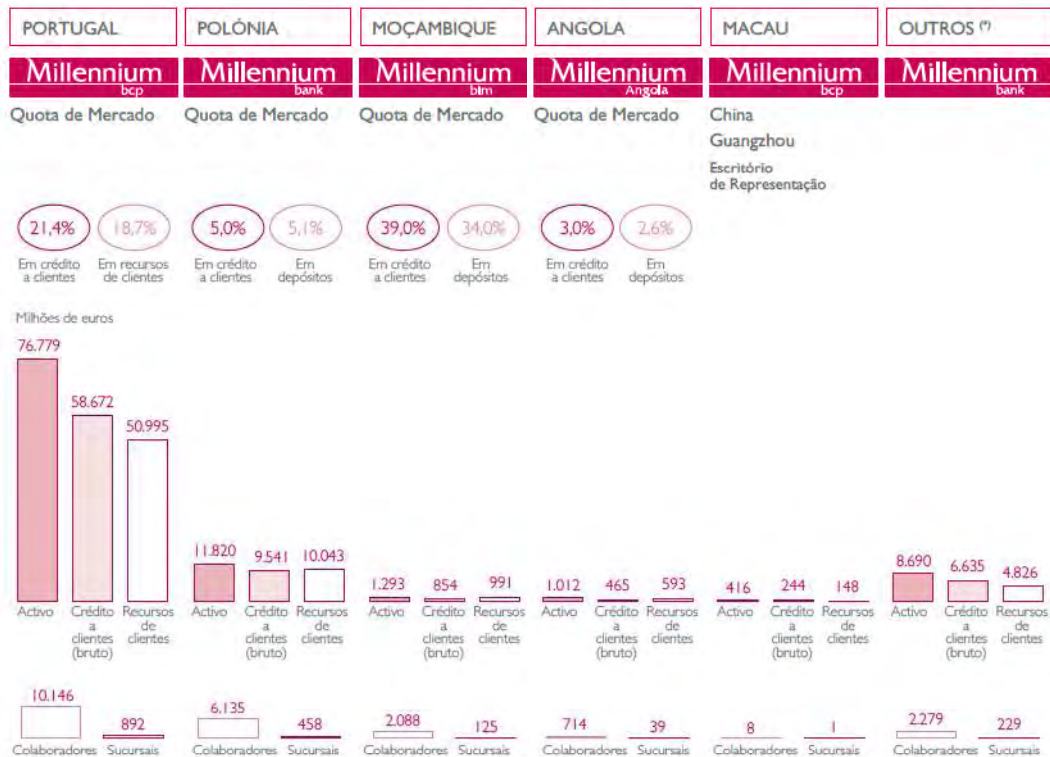 PORTUGAL
Millennium
bcp
Quota de Mercado
21,4%
18,7%
Em crédito
a clientes
Em recursos
de clientes
Milhões de euros
76.779
58.672
50.995
Activo
Crédito
a
clientes
(bruto)
Recursos
de
clientes
10.146
892
Colaboradores
Sucursais
POLÓNIA
Millennium
bank
Quota de Mercado
5,0%
5,1%
Em crédito
a clientes
Em
depósitos
11.820
9.541
10.043
Activo
Crédito
a
clientes
(bruto)
Recursos
de
clientes
6.135
458
Colaboradores
Sucursais
MOÇAMBIQUE
Millennium
bim
Quota de Mercado
39,0%
34,0%
Em crédito
a clientes
Em
depósitos
1.293
854
991
Activo
Crédito
a
clientes
(bruto)
Recursos
de
clientes
2.088
125
Colaboradores
Sucursais
ANGOLA
Millennium
Angola
Quota de Mercado
3,0%
2,6%
Em crédito
a clientes
Em
depósitos
1.012
465
593
Activo
Crédito
a
clientes
(bruto)
Recursos
de
clientes
714
39
Colaboradores
Sucursais
MACAU
Millennium
bcp
China
Guangzhou
Escritório
de Representação
416
244
148
Activo
Crédito
a
clientes
(bruto)
Recursos
de
clientes
8
1
Colaboradores
Sucursais
OUTROS (*)
Millennium
bank
8.690
6.635
4.826
Activo
Crédito
a
clientes
(bruto)
Recursos
de
clientes
2.279
229
Colaboradores
Sucursais